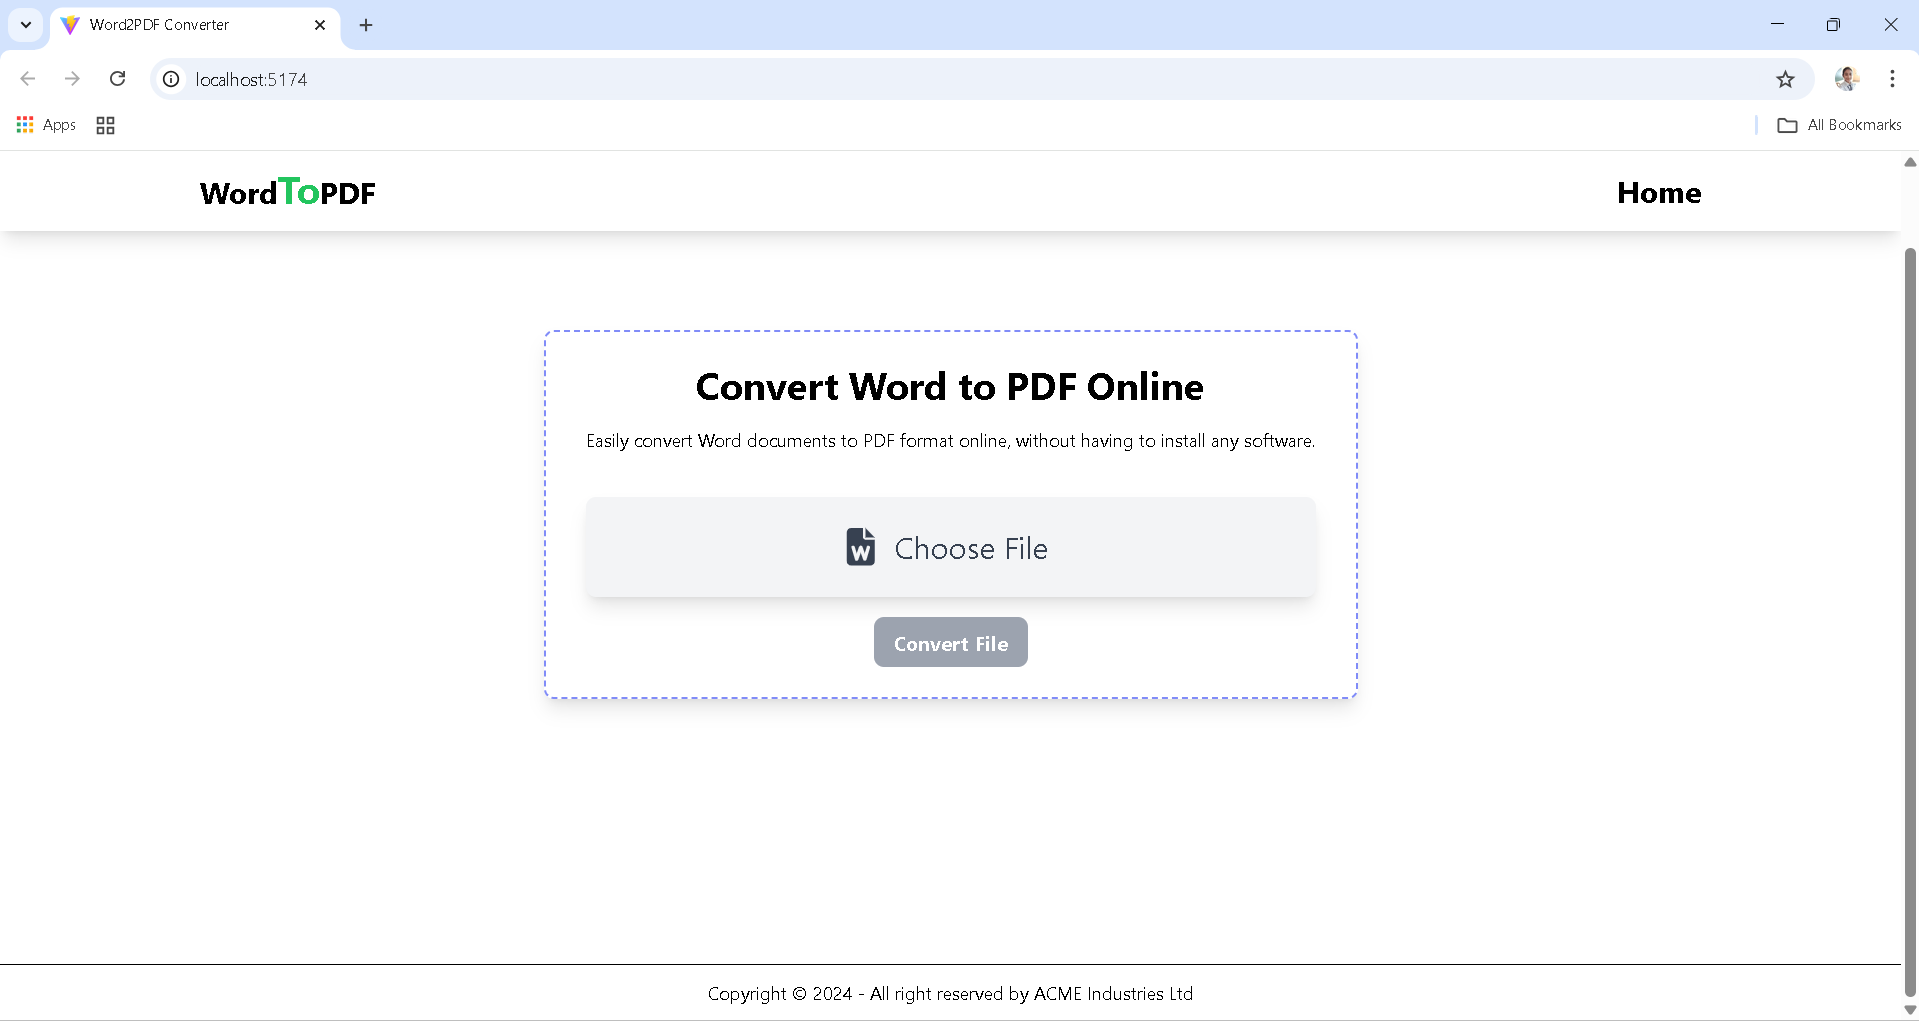 Word2PDF Converter
localhost:5174
Apps
All Bookmarks
WordToPDF
Home
Convert Word to PDF Online
Easily convert Word documents to PDF format online, without having to install any software.
W Choose File
Convert File
Copyright © 2024 - All right reserved by ACME Industries Ltd